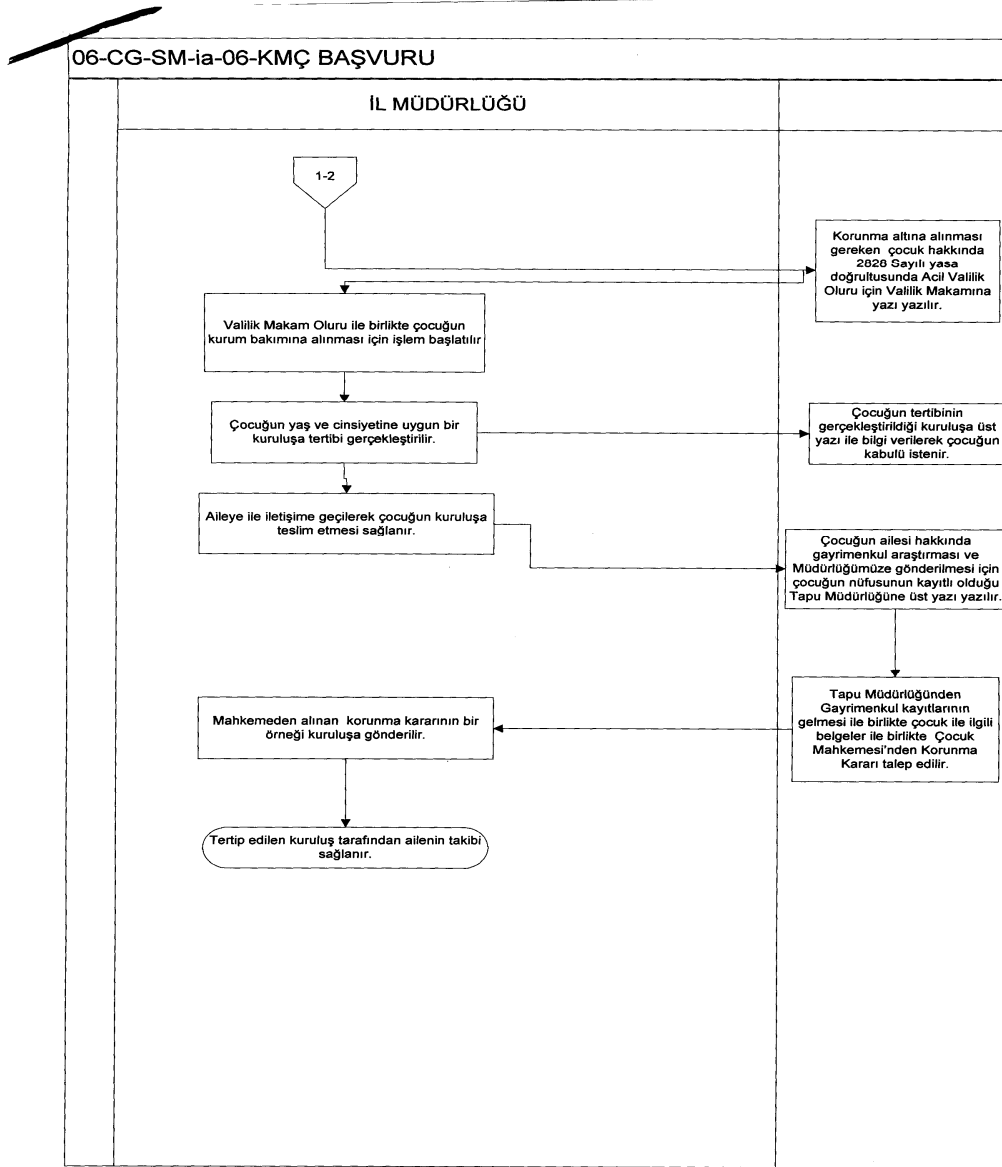 06-CG-SM-ia-06-KMÇ BAŞVURU
İL MÜDÜRLÜĞÜ
1-2
Korunma altına alınması
gereken çocuk hakkında
2828 Sayılı yasa
doğrultusunda Acil Valilik
Oluru için Valilik Makamına
yazı yazılır.
Valilik Makam Oluru ile birlikte çocuğun
kurum bakımına alınması için işlem başlatılır
Çocuğun yaş ve cinsiyetine uygun bir
kuruluşa tertibi gerçekleştirilir.
Çocuğun tertibinin
gerçekleştirildiği kuruluşa üst
yazı ile bilgi verilerek çocuğun
kabulü istenir.
Aileye ile iletişime geçilerek çocuğun kuruluşa
teslim etmesi sağlanır.
Çocuğun ailesi hakkında
gayrimenkul araştırması ve
Müdürlüğümüze gönderilmesi için
çocuğun nüfusunun kayıtlı olduğu
Tapu Müdürlüğüne üst yazı yazılır.
Tapu Müdürlüğünden
Gayrimenkul kayıtlarının
gelmesi ile birlikte çocuk ile ilgili
belgeler ile birlikte Çocuk
Mahkemesi'nden Korunma
Kararı talep edilir.
Mahkemeden alınan korunma kararının bir
örneği kuruluşa gönderilir.
Tertip edilen kuruluş tarafından ailenin takibi
sağlanır.